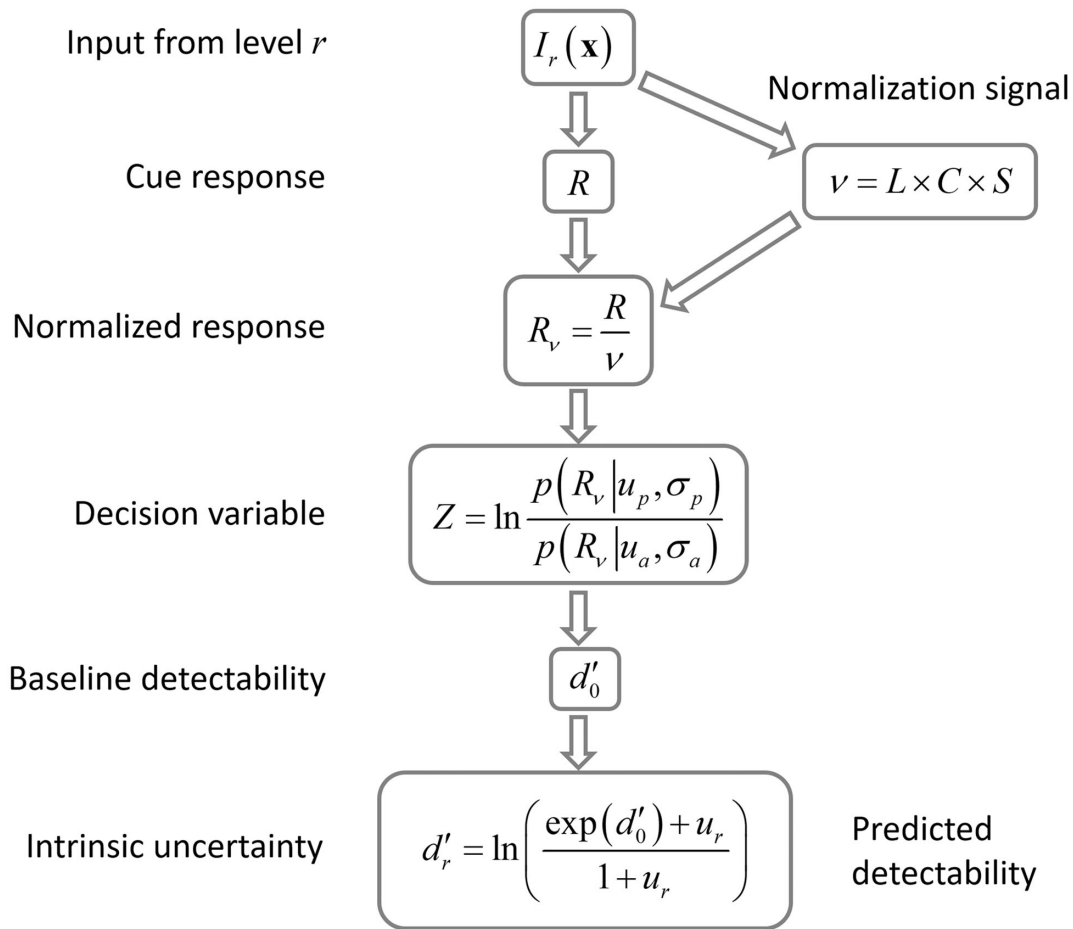 Input from level r
I_r(x)
Normalization signal
Cue response
R
ν = L × C × S
Normalized response
R_ν = R/ν
Decision variable
Z = ln p(R_ν|u_p, σ_p) / p(R_ν|u_a, σ_a)
Baseline detectability
d′_0
Intrinsic uncertainty
d′_r = ln( (exp(d′_0) + u_r) / (1 + u_r) )
Predicted
detectability